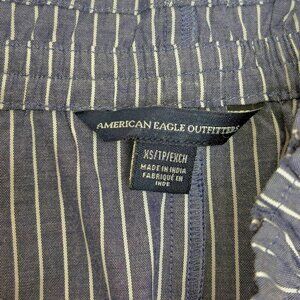 AMERICAN EAGLE OUTFITTERS
XS/TP/EXCH
MADE IN INDIA
FABRIQUÉ EN
INDE